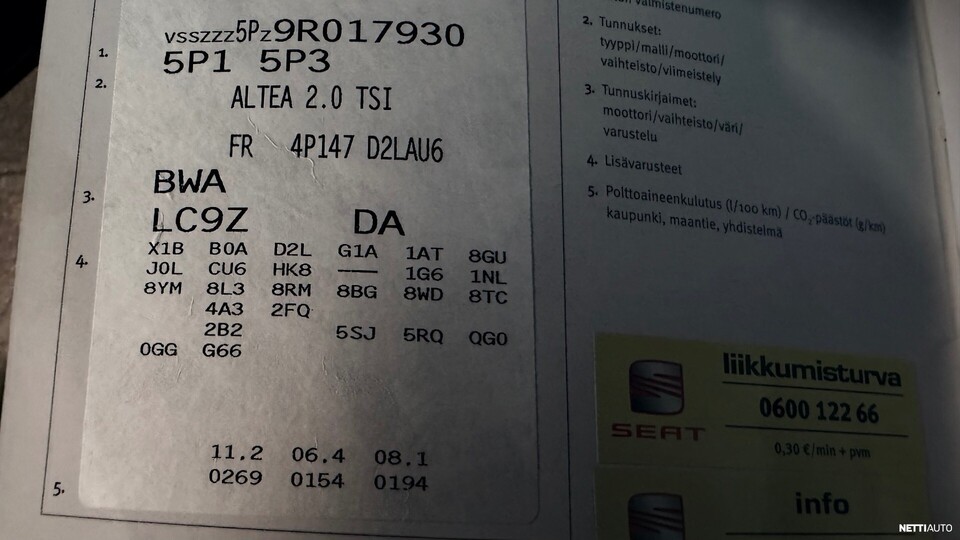 vsszzz5Pz9R017930
1. 5P1 5P3
2. ALTEA 2.0 TSI
FR 4P147 D2LAU6
3. BWA
LC9Z DA
4. X1B B0A D2L G1A 1AT 8GU
J0L CU6 HK8 —— 1G6 1NL
8YM 8L3 8RM 8BG 8WD 8TC
4A3 2FQ
2B2 5SJ 5RQ QG0
0GG G66
11.2 06.4 08.1
5. 0269 0154 0194
valmistenumero
2. Tunnukset:
tyyppi/malli/moottori/
vaihteisto/viimeistely
3. Tunnuskirjaimet:
moottori/vaihteisto/väri/
varustelu
4. Lisävarusteet
5. Polttoaineenkulutus (l/100 km) / CO₂-päästöt (g/km)
kaupunki, maantie, yhdistelmä
liikkumisturva
0600 122 66
SEAT
0,30 €/min + pvm
info
NETTIAUTO